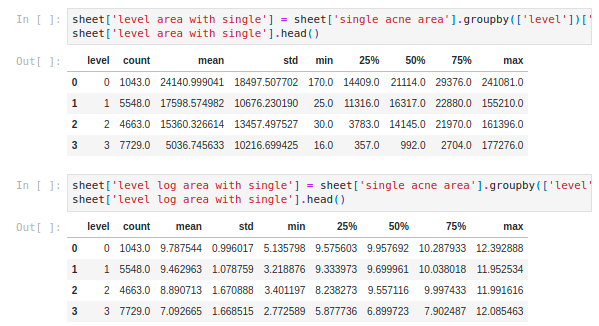 In [ ]: sheet['level area with single'] = sheet['single acne area'].groupby(['level'])['
sheet['level area with single'].head()
Out[ ]: level count mean std min 25% 50% 75% max
0 0 1043.0 24140.999041 18497.507702 170.0 14409.0 21114.0 29376.0 241081.0
1 1 5548.0 17598.574982 10676.230190 25.0 11316.0 16317.0 22880.0 155210.0
2 2 4663.0 15360.326614 13457.497527 30.0 3783.0 14145.0 21970.0 161396.0
3 3 7729.0 5036.745633 10216.699425 16.0 357.0 992.0 2704.0 177276.0
In [ ]: sheet['level log area with single'] = sheet['single acne area'].groupby(['level'
sheet['level log area with single'].head()
Out[ ]: level count mean std min 25% 50% 75% max
0 0 1043.0 9.787544 0.996017 5.135798 9.575603 9.957692 10.287933 12.392888
1 1 5548.0 9.462963 1.078759 3.218876 9.333973 9.699961 10.038018 11.952534
2 2 4663.0 8.890713 1.670888 3.401197 8.238273 9.557116 9.997433 11.991616
3 3 7729.0 7.092665 1.668515 2.772589 5.877736 6.899723 7.902487 12.085463